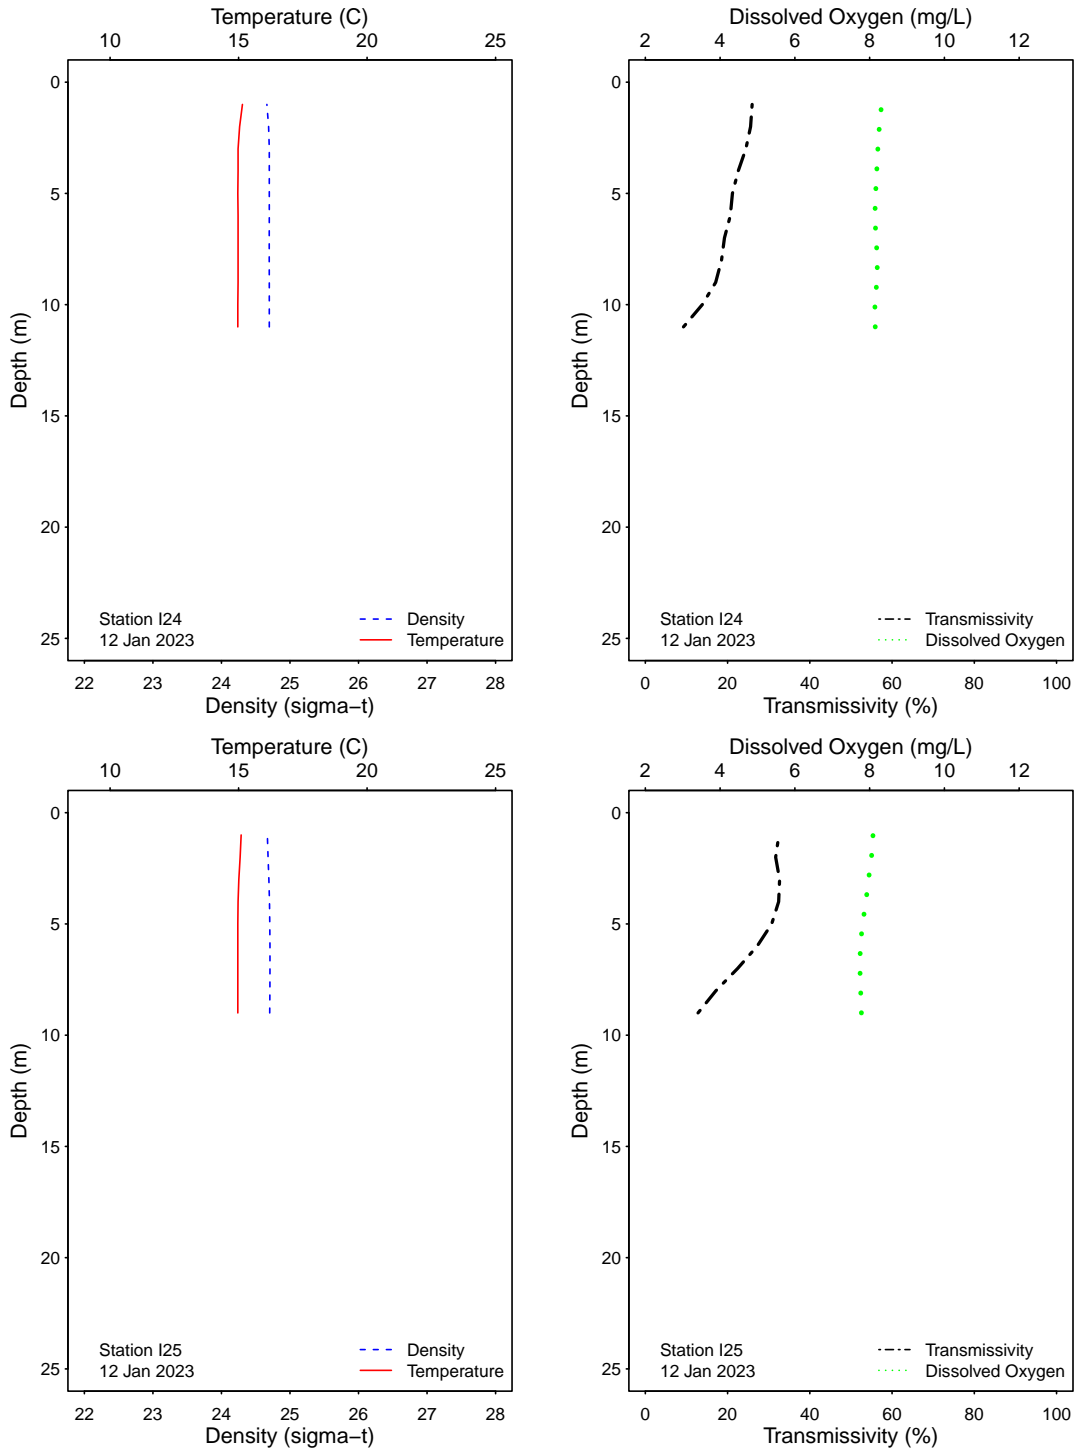 Temperature (C)
10 15 20 25
0
5
10
15
20
25
Depth (m)
Station I24
12 Jan 2023
Density
Temperature
22 23 24 25 26 27 28
Density (sigma−t)
Dissolved Oxygen (mg/L)
2 4 6 8 10 12
0
5
10
15
20
25
Depth (m)
Station I24
12 Jan 2023
Transmissivity
Dissolved Oxygen
0 20 40 60 80 100
Transmissivity (%)
Temperature (C)
10 15 20 25
0
5
10
15
20
25
Depth (m)
Station I25
12 Jan 2023
Density
Temperature
22 23 24 25 26 27 28
Density (sigma−t)
Dissolved Oxygen (mg/L)
2 4 6 8 10 12
0
5
10
15
20
25
Depth (m)
Station I25
12 Jan 2023
Transmissivity
Dissolved Oxygen
0 20 40 60 80 100
Transmissivity (%)